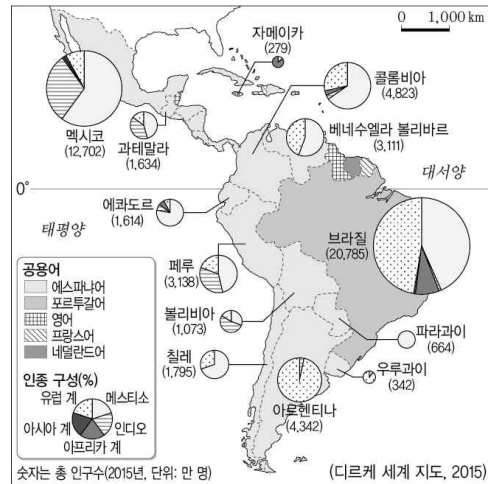 0 1,000 km
자메이카
(279)
콜롬비아
(4,823)
멕시코
(12,702)
과테말라
(1,634)
베네수엘라 볼리바르
(3,111)
대서양
0°
에콰도르
(1,614)
태평양
브라질
(20,785)
페루
(3,138)
볼리비아
(1,073)
파라과이
(664)
칠레
(1,795)
우루과이
(342)
아르헨티나
(4,342)
공용어
에스파냐어
포르투갈어
영어
프랑스어
네덜란드어
인종 구성(%)
유럽 계
메스티소
아시아 계
인디오
아프리카 계
숫자는 총 인구수(2015년, 단위: 만 명)
(디르케 세계 지도, 2015)